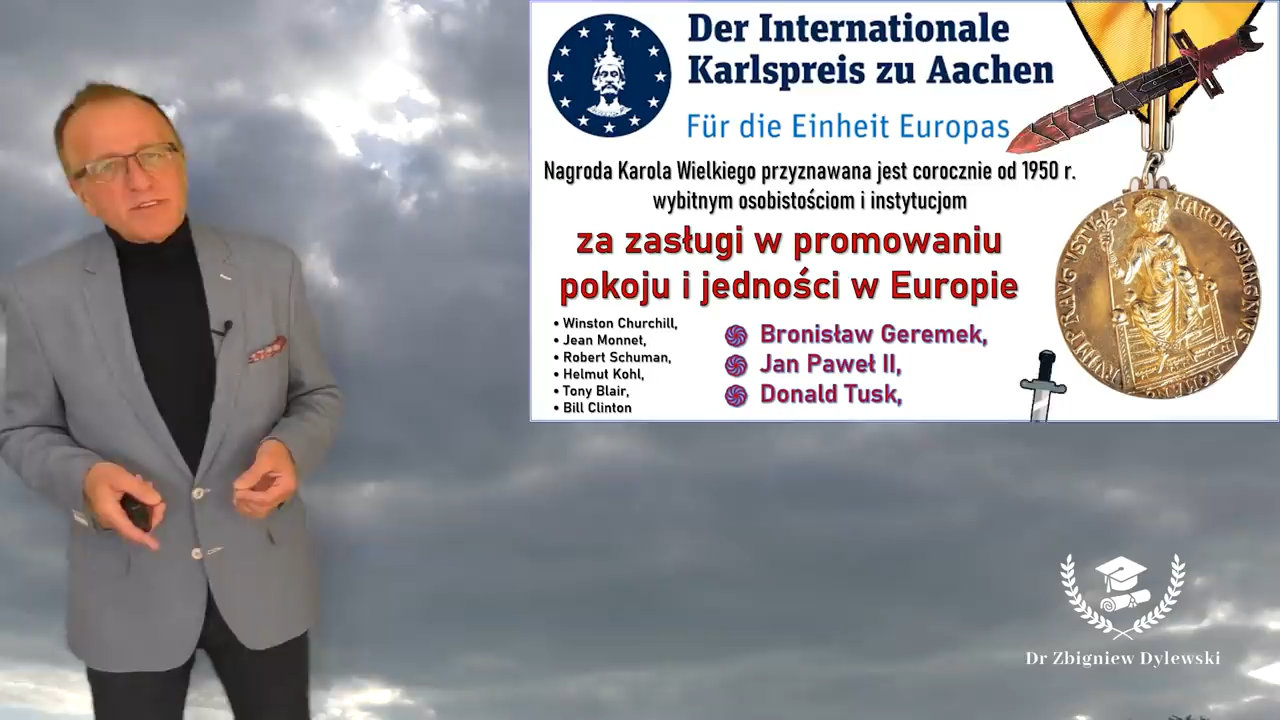 Der Internationale
Karlspreis zu Aachen
Für die Einheit Europas
Nagroda Karola Wielkiego przyznawana jest corocznie od 1950 r.
wybitnym osobistościom i instytucjom
za zasługi w promowaniu
pokoju i jedności w Europie
• Winston Churchill,
• Jean Monnet,
• Robert Schuman,
• Helmut Kohl,
• Tony Blair,
• Bill Clinton
Bronisław Geremek,
Jan Paweł II,
Donald Tusk,
KAROLVS MAGNVS
Dr Zbigniew Dylewski